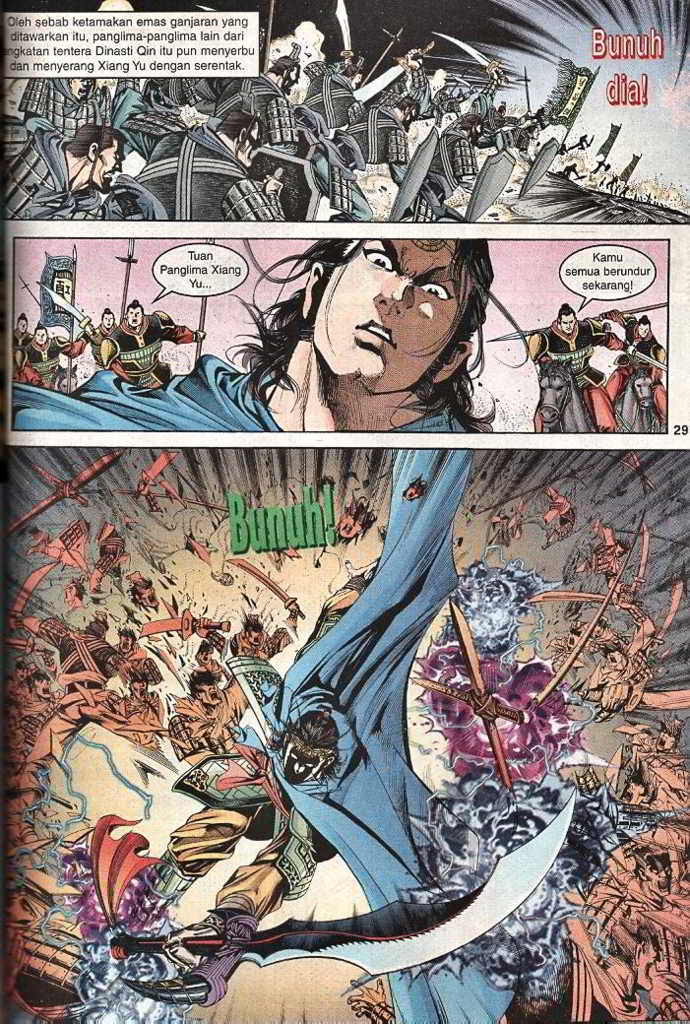 Oleh sebab ketamakan emas ganjaran yang
ditawarkan itu, panglima-panglima lain dari
angkatan tentera Dinasti Qin itu pun menyerbu
dan menyerang Xiang Yu dengan serentak.
Bunuh
dia!
Tuan
Panglima Xiang
Yu...
Kamu
semua berundur
sekarang!
29
Bunuh!